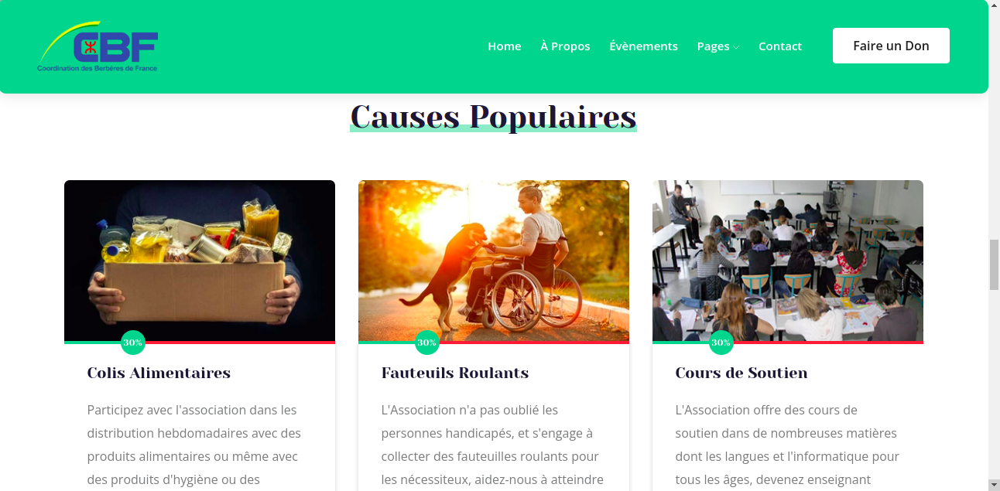 CBF
Coordination des Berbères de France
Home À Propos Évènements Pages Contact Faire un Don
Causes Populaires
30%
Colis Alimentaires
Participez avec l'association dans les
distribution hebdomadaires avec des
produits alimentaires ou même avec
des produits d'hygiène ou des
30%
Fauteuils Roulants
L'Association n'a pas oublié les
personnes handicapés, et s'engage à
collecter des fauteuilles roulants pour
les nécessiteux, aidez-nous à atteindre
30%
Cours de Soutien
L'Association offre des cours de
soutien dans de nombreuses matières
dont les langues et l'informatique pour
tous les âges, devenez enseignant